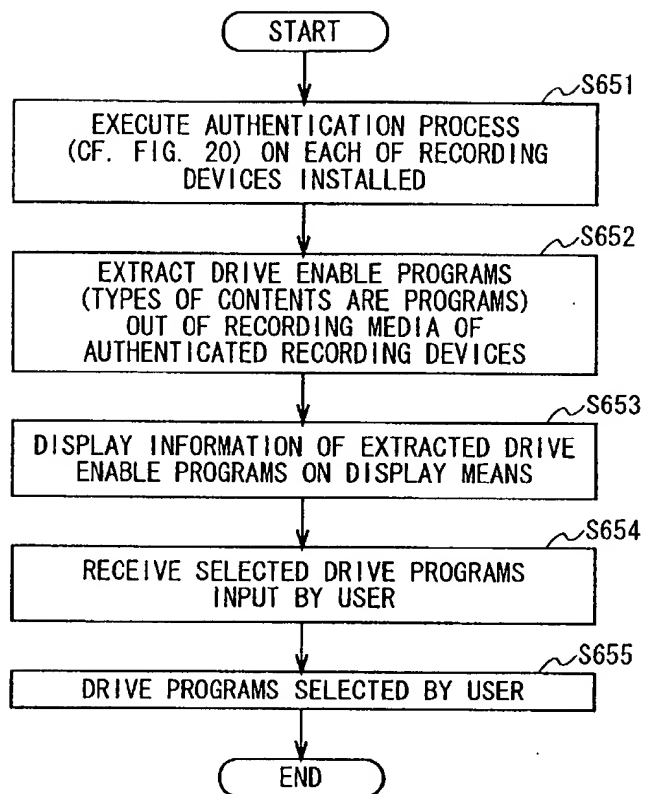 START
S651
EXECUTE AUTHENTICATION PROCESS
(CF. FIG. 20) ON EACH OF RECORDING
DEVICES INSTALLED
S652
EXTRACT DRIVE ENABLE PROGRAMS
(TYPES OF CONTENTS ARE PROGRAMS)
OUT OF RECORDING MEDIA OF
AUTHENTICATED RECORDING DEVICES
S653
DISPLAY INFORMATION OF EXTRACTED DRIVE
ENABLE PROGRAMS ON DISPLAY MEANS
S654
RECEIVE SELECTED DRIVE PROGRAMS
INPUT BY USER
S655
DRIVE PROGRAMS SELECTED BY USER
END